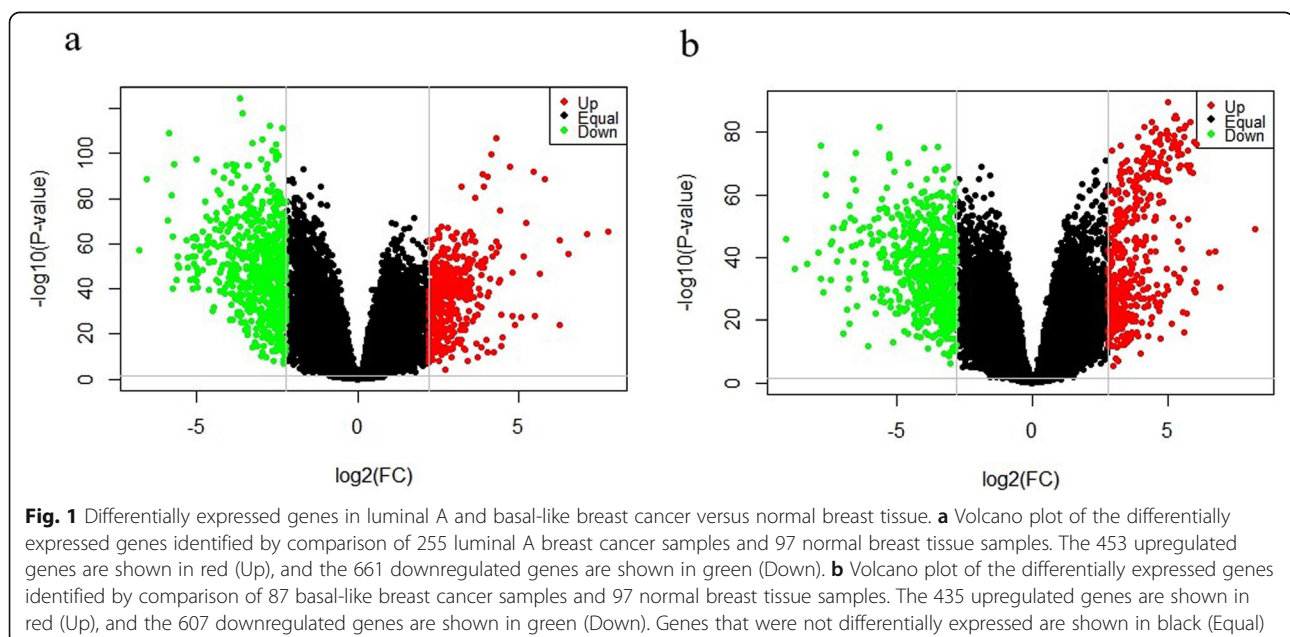 a
b
Up
Equal
Down
-log10(P-value)
0
20
40
60
80
100
-5
0
5
log2(FC)
Up
Equal
Down
-log10(P-value)
0
20
40
60
80
-5
0
5
log2(FC)
Fig. 1 Differentially expressed genes in luminal A and basal-like breast cancer versus normal breast tissue. a Volcano plot of the differentially
expressed genes identified by comparison of 255 luminal A breast cancer samples and 97 normal breast tissue samples. The 453 upregulated
genes are shown in red (Up), and the 661 downregulated genes are shown in green (Down). b Volcano plot of the differentially expressed genes
identified by comparison of 87 basal-like breast cancer samples and 97 normal breast tissue samples. The 435 upregulated genes are shown in
red (Up), and the 607 downregulated genes are shown in green (Down). Genes that were not differentially expressed are shown in black (Equal)